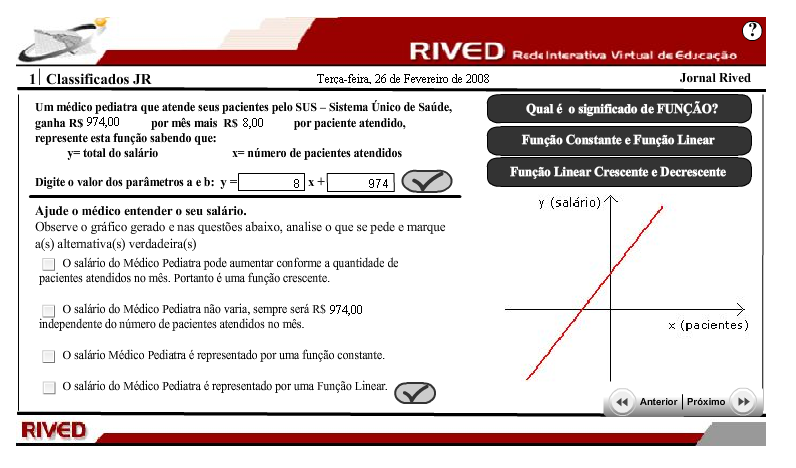 ?
RIVED Rede Interativa Virtual de Educação
1 Classificados JR Terça-feira, 26 de Fevereiro de 2008 Jornal Rived
Um médico pediatra que atende seus pacientes pelo SUS – Sistema Único de Saúde,
ganha R$ 974,00 por mês mais R$ 8,00 por paciente atendido,
represente esta função sabendo que:
y= total do salário x= número de pacientes atendidos
Digite o valor dos parâmetros a e b: y = 8 x + 974
Ajude o médico entender o seu salário.
Observe o gráfico gerado e nas questões abaixo, analise o que se pede e marque
a(s) alternativa(s) verdadeira(s)
O salário do Médico Pediatra pode aumentar conforme a quantidade de
pacientes atendidos no mês. Portanto é uma função crescente.
O salário do Médico Pediatra não varia, sempre será R$ 974,00
independente do número de pacientes atendidos no mês.
O salário Médico Pediatra é representado por uma função constante.
O salário do Médico Pediatra é representado por uma Função Linear.
Qual é o significado de FUNÇÃO?
Função Constante e Função Linear
Função Linear Crescente e Decrescente
y (salário)
x (pacientes)
Anterior | Próximo
RIVED